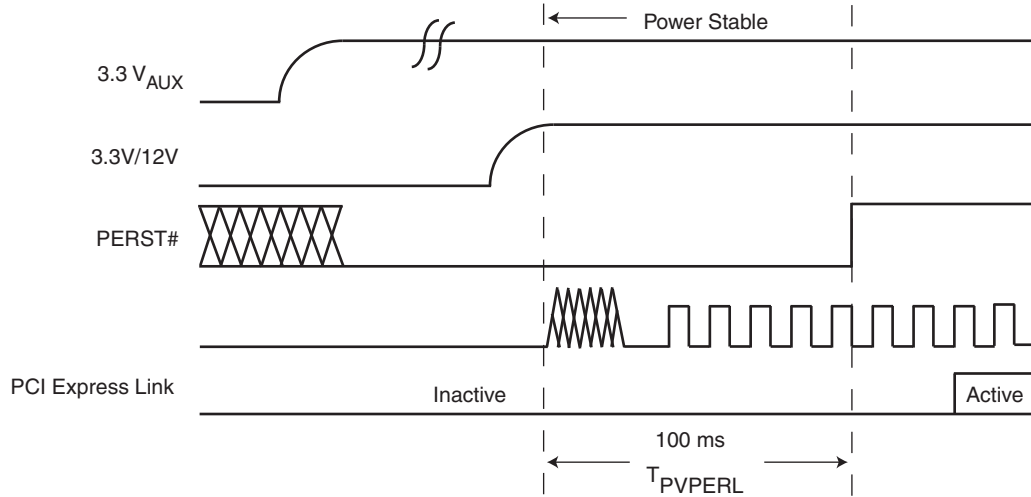 Power Stable
3.3 VAUX
3.3V/12V
PERST#
PCI Express Link
Inactive
Active
100 ms
TPVPERL